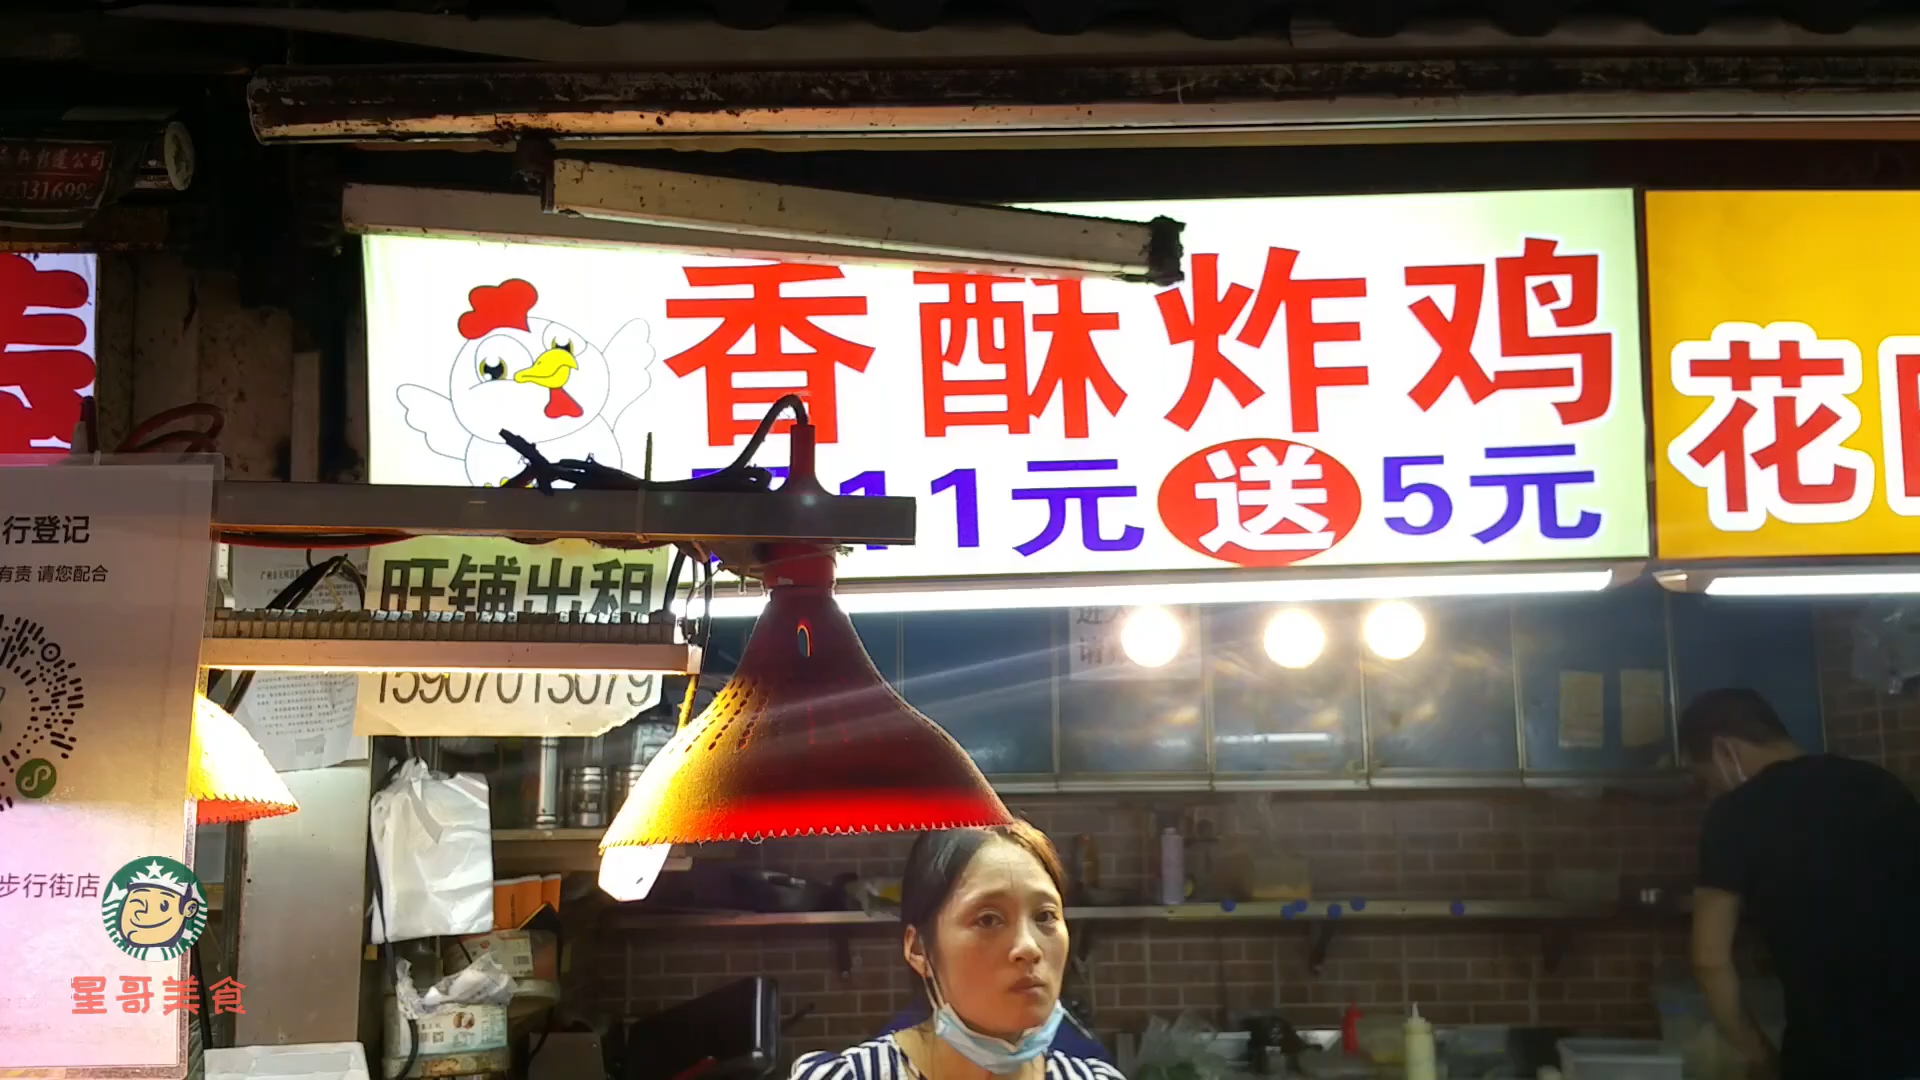 香酥炸鸡
11元送5元
花
行登记
有责 请您配合
旺铺出租
15907013079
步行街店
星哥美食